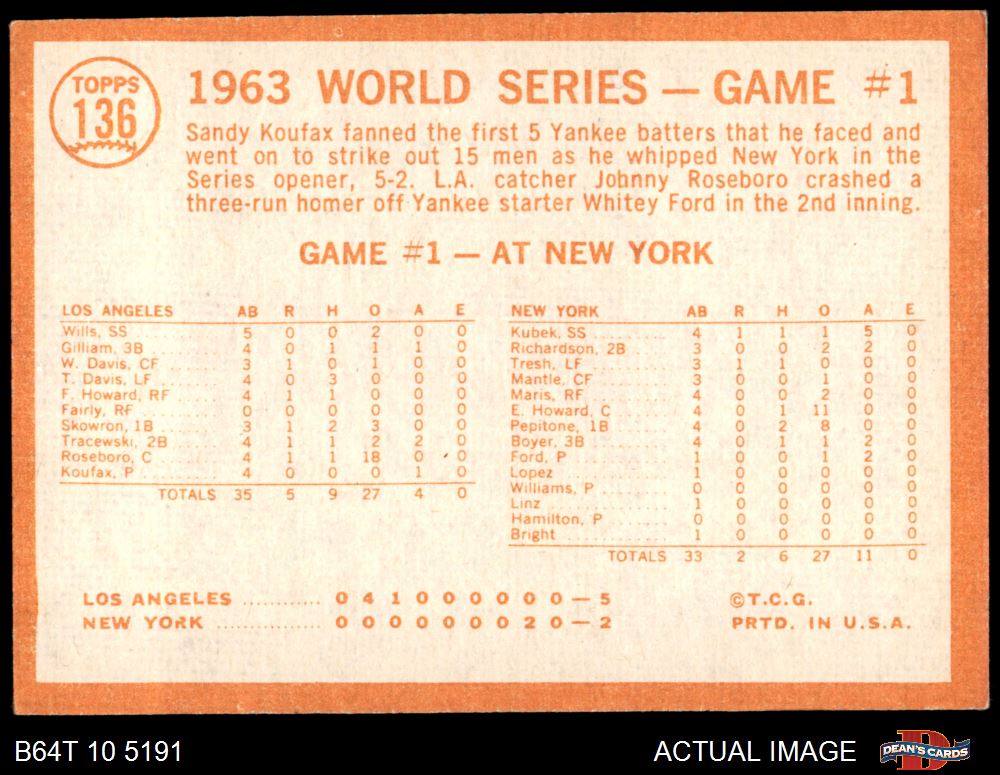 TOPPS
136
1963 WORLD SERIES — GAME #1
Sandy Koufax fanned the first 5 Yankee batters that he faced and
went on to strike out 15 men as he whipped New York in the
Series opener, 5-2. L.A. catcher Johnny Roseboro crashed a
three-run homer off Yankee starter Whitey Ford in the 2nd inning.
GAME #1 — AT NEW YORK
LOS ANGELES AB R H O A E
Wills, SS 5 0 0 2 0 0
Gilliam, 3B 4 0 1 1 1 0
W. Davis, CF 3 1 0 1 0 0
T. Davis, LF 4 0 3 0 0 0
F. Howard, RF 4 1 1 0 0 0
Fairly, RF 0 0 0 0 0 0
Skowron, 1B 3 1 2 3 0 0
Tracewski, 2B 4 1 1 2 2 0
Roseboro, C 4 1 1 18 0 0
Koufax, P 4 0 0 0 1 0
TOTALS 35 5 9 27 4 0
NEW YORK AB R H O A E
Kubek, SS 4 1 1 1 5 0
Richardson, 2B 3 0 0 2 2 0
Tresh, LF 3 1 1 0 0 0
Mantle, CF 3 0 0 1 0 0
Maris, RF 4 0 0 2 0 0
E. Howard, C 4 0 1 11 0 0
Pepitone, 1B 4 0 2 8 0 0
Boyer, 3B 4 0 1 1 2 0
Ford, P 1 0 0 1 2 0
Lopez 1 0 0 0 0 0
Williams, P 0 0 0 0 0 0
Linz 1 0 0 0 0 0
Hamilton, P 0 0 0 0 0 0
Bright 1 0 0 0 0 0
TOTALS 33 2 6 27 11 0
LOS ANGELES ............ 0 4 1 0 0 0 0 0 0 — 5
NEW YORK ................ 0 0 0 0 0 0 0 2 0 — 2
©T.C.G.
PRTD. IN U.S.A.
B64T 10 5191
ACTUAL IMAGE
DEAN'S CARDS